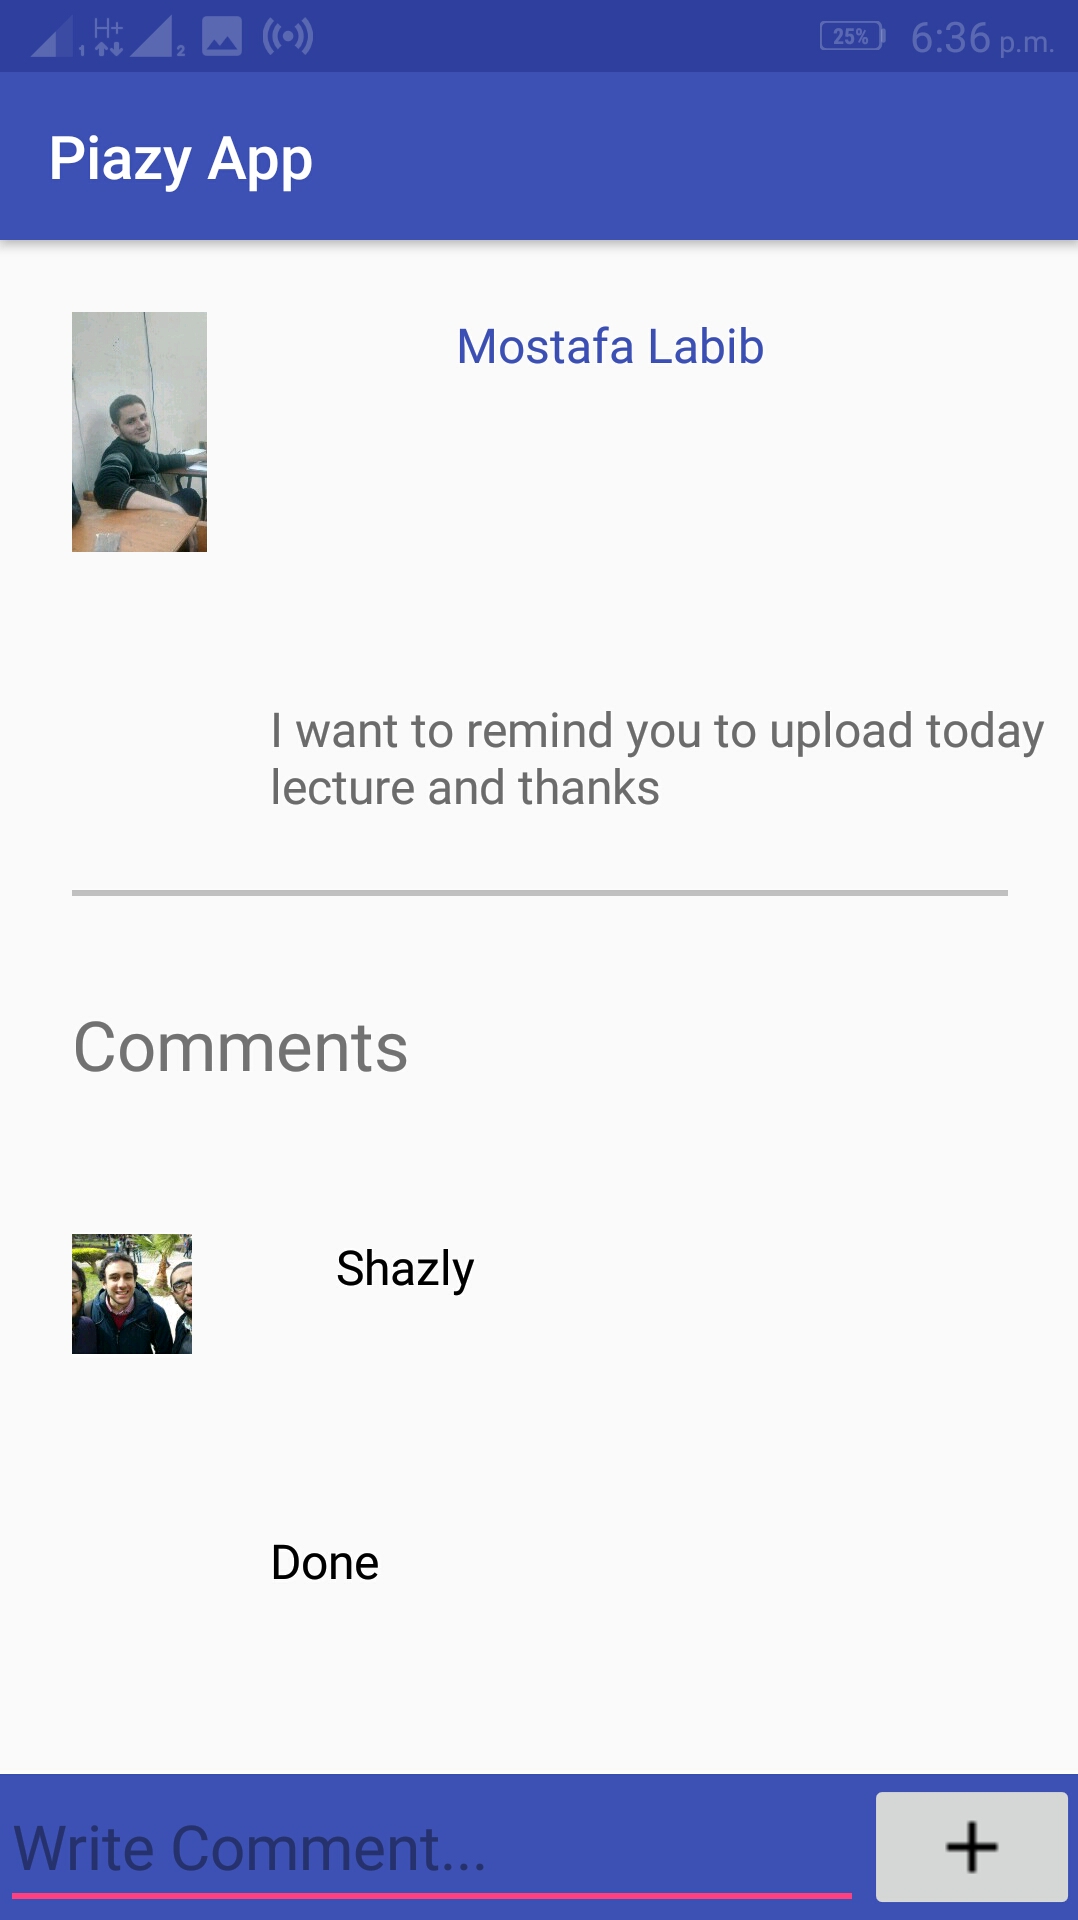 1 H+ 2 25% 6:36 p.m.
Piazy App
Mostafa Labib
I want to remind you to upload today
lecture and thanks
Comments
Shazly
Done
Write Comment...